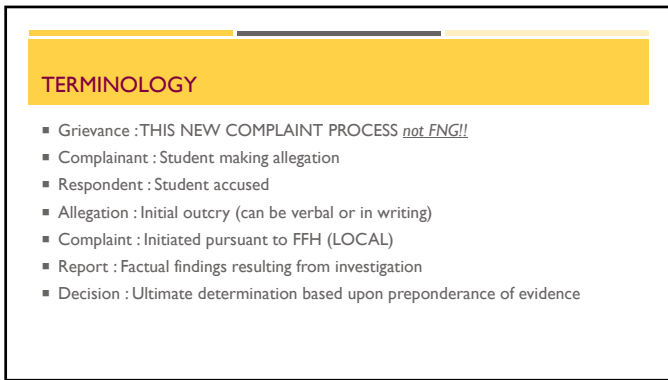 TERMINOLOGY
▪ Grievance : THIS NEW COMPLAINT PROCESS not FNG!!
▪ Complainant : Student making allegation
▪ Respondent : Student accused
▪ Allegation : Initial outcry (can be verbal or in writing)
▪ Complaint : Initiated pursuant to FFH (LOCAL)
▪ Report : Factual findings resulting from investigation
▪ Decision : Ultimate determination based upon preponderance of evidence